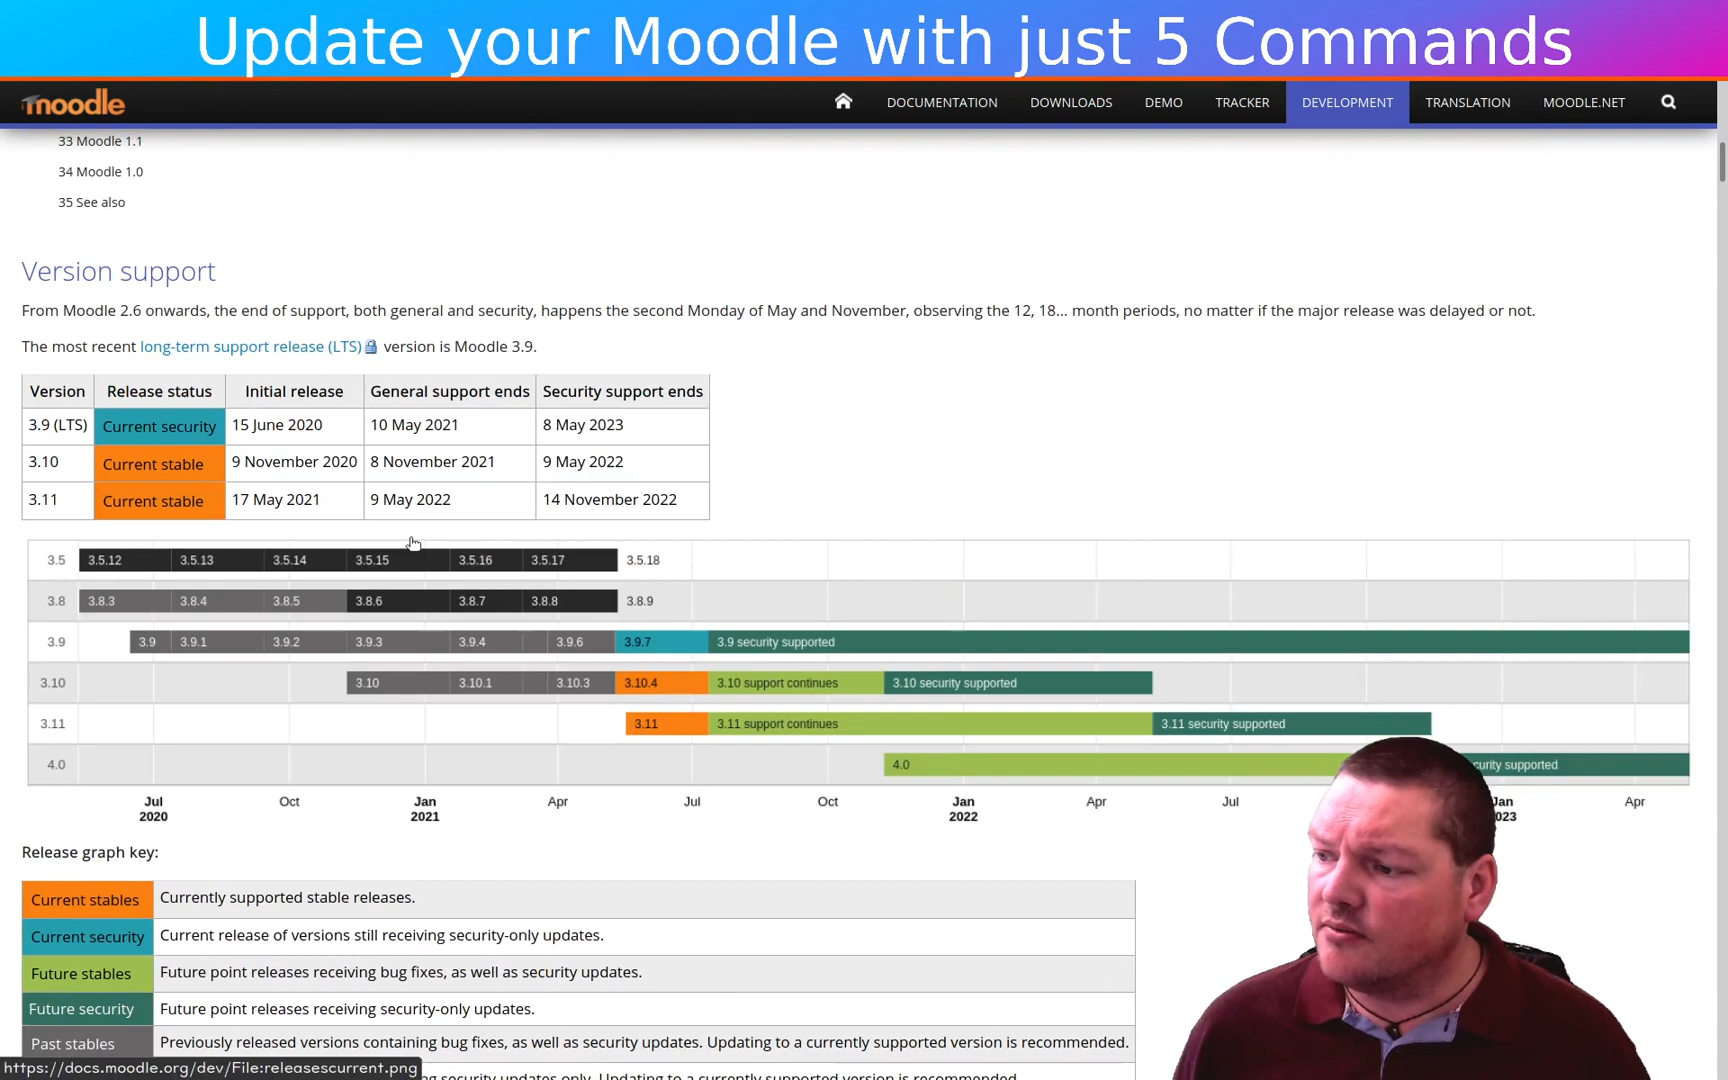 Update your Moodle with just 5 Commands
moodle DOCUMENTATION DOWNLOADS DEMO TRACKER DEVELOPMENT TRANSLATION MOODLE.NET
33 Moodle 1.1
34 Moodle 1.0
35 See also
Version support
From Moodle 2.6 onwards, the end of support, both general and security, happens the second Monday of May and November, observing the 12, 18... month periods, no matter if the major release was delayed or not.
The most recent long-term support release (LTS) version is Moodle 3.9.
Version Release status Initial release General support ends Security support ends
3.9 (LTS) Current security 15 June 2020 10 May 2021 8 May 2023
3.10 Current stable 9 November 2020 8 November 2021 9 May 2022
3.11 Current stable 17 May 2021 9 May 2022 14 November 2022
3.5 3.5.12 3.5.13 3.5.14 3.5.15 3.5.16 3.5.17 3.5.18
3.8 3.8.3 3.8.4 3.8.5 3.8.6 3.8.7 3.8.8 3.8.9
3.9 3.9 3.9.1 3.9.2 3.9.3 3.9.4 3.9.6 3.9.7 3.9 security supported
3.10 3.10 3.10.1 3.10.3 3.10.4 3.10 support continues 3.10 security supported
3.11 3.11 3.11 support continues 3.11 security supported
4.0 4.0 supported
Jul Oct Jan Apr Jul Oct Jan Apr Jul Apr
2020 2021 2022
Release graph key:
Current stables Currently supported stable releases.
Current security Current release of versions still receiving security-only updates.
Future stables Future point releases receiving bug fixes, as well as security updates.
Future security Future point releases receiving security-only updates.
Past stables Previously released versions containing bug fixes, as well as security updates. Updating to a currently supported version is recommended.
https://docs.moodle.org/dev/File:releasescurrent.png security updates only. Updating to a currently supported version is recommended.